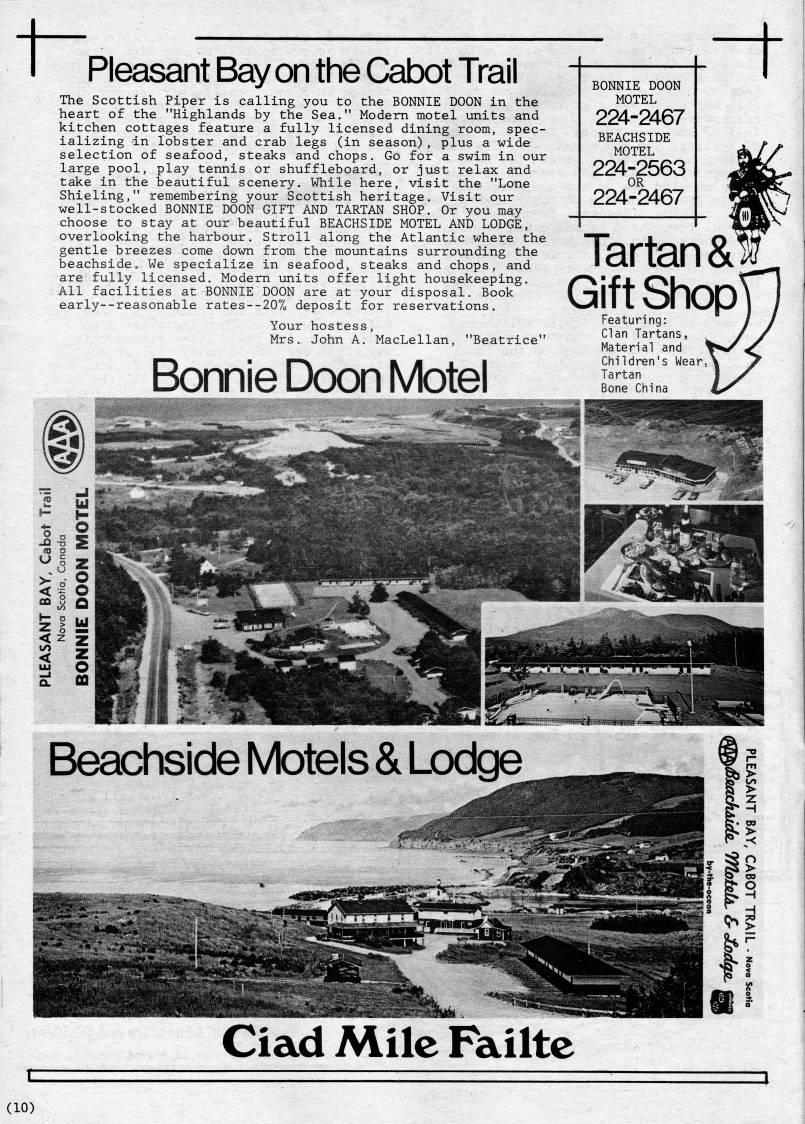 Pleasant Bay on the Cabot Trail
The Scottish Piper is calling you to the BONNIE DOON in the
heart of the "Highlands by the Sea." Modern motel units and
kitchen cottages feature a fully licensed dining room, spec-
ializing in lobster and crab legs (in season), plus a wide
selection of seafood, steaks and chops. Go for a swim in our
large pool, play tennis or shuffleboard, or just relax and
take in the beautiful scenery. While here, visit the "Lone
Shieling," remembering your Scottish heritage. Visit our
well-stocked BONNIE DOON GIFT AND TARTAN SHOP. Or you may
choose to stay at our beautiful BEACHSIDE MOTEL AND LODGE,
overlooking the harbour. Stroll along the Atlantic where the
gentle breezes come down from the mountains surrounding the
beachside. We specialize in seafood, steaks and chops, and
are fully licensed. Modern units offer light housekeeping.
All facilities at BONNIE DOON are at your disposal. Book
early--reasonable rates--20% deposit for reservations.
Your hostess,
Mrs. John A. MacLellan, "Beatrice"
BONNIE DOON
MOTEL
224-2467
BEACHSIDE
MOTEL
224-2563
OR
224-2467
Tartan &
Gift Shop
Featuring:
Clan Tartans,
Material and
Children's Wear,
Tartan
Bone China
Bonnie Doon Motel
AAA
PLEASANT BAY, Cabot Trail
Nova Scotia, Canada
BONNIE DOON MOTEL
Beachside Motels & Lodge
AAA
PLEASANT BAY, CABOT TRAIL - Nova Scotia
Beachside Motels & Lodge
by-the-ocean
Ciad Mile Failte
(10)